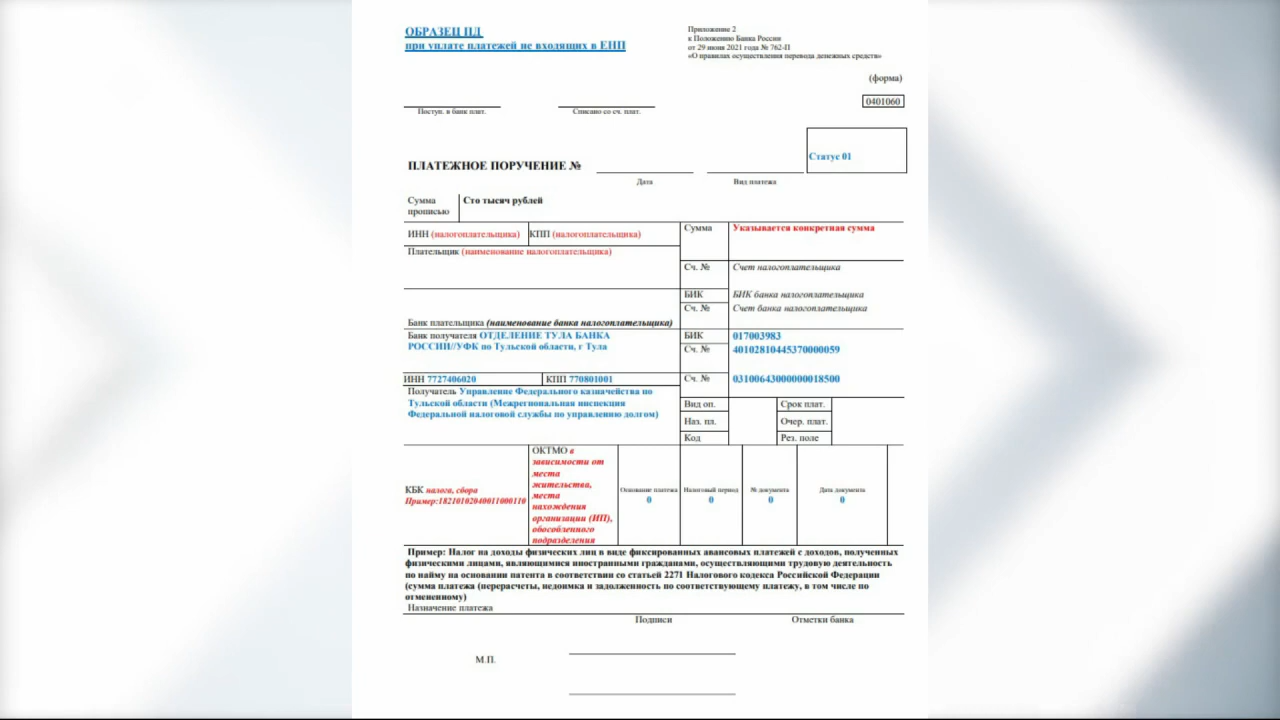 ОБРАЗЕЦ ПД
при уплате платежей не входящих в ЕНП
Приложение 2
к Положению Банка России
от 29 июня 2021 года № 762-П
«О правилах осуществления перевода денежных средств»
(форма)
0401060
Поступ. в банк плат.
Списано со сч. плат.
Статус 01
ПЛАТЕЖНОЕ ПОРУЧЕНИЕ №
Дата
Вид платежа
Сумма
прописью
Сто тысяч рублей
ИНН (налогоплательщика)
КПП (налогоплательщика)
Сумма
Указывается конкретная сумма
Плательщик (наименование налогоплательщика)
Сч. №
Счет налогоплательщика
БИК
БИК банка налогоплательщика
Сч. №
Счет банка налогоплательщика
Банк плательщика (наименование банка налогоплательщика)
Банк получателя ОТДЕЛЕНИЕ ТУЛА БАНКА
РОССИИ//УФК по Тульской области, г Тула
БИК
017003983
Сч. №
40102810445370000059
ИНН 7727406020
КПП 770801001
Сч. №
03100643000000018500
Получатель Управление Федерального казначейства по
Тульской области (Межрегиональная инспекция
Федеральной налоговой службы по управлению долгом)
Вид оп.
Срок плат.
Наз. пл.
Очер. плат.
Код
Рез. поле
КБК налога, сбора
Пример:18210102040011000110
ОКТМО в
зависимости от
места
жительства,
места
нахождения
организации (ИП),
обособленного
подразделения
Основание платежа
0
Налоговый период
0
№ документа
0
Дата документа
0
Пример: Налог на доходы физических лиц в виде фиксированных авансовых платежей с доходов, полученных
физическими лицами, являющимися иностранными гражданами, осуществляющими трудовую деятельность
по найму на основании патента в соответствии со статьей 2271 Налогового кодекса Российской Федерации
(сумма платежа (перерасчеты, недоимка и задолженность по соответствующему платежу, в том числе по
отмененному)
Назначение платежа
Подписи
Отметки банка
М.П.